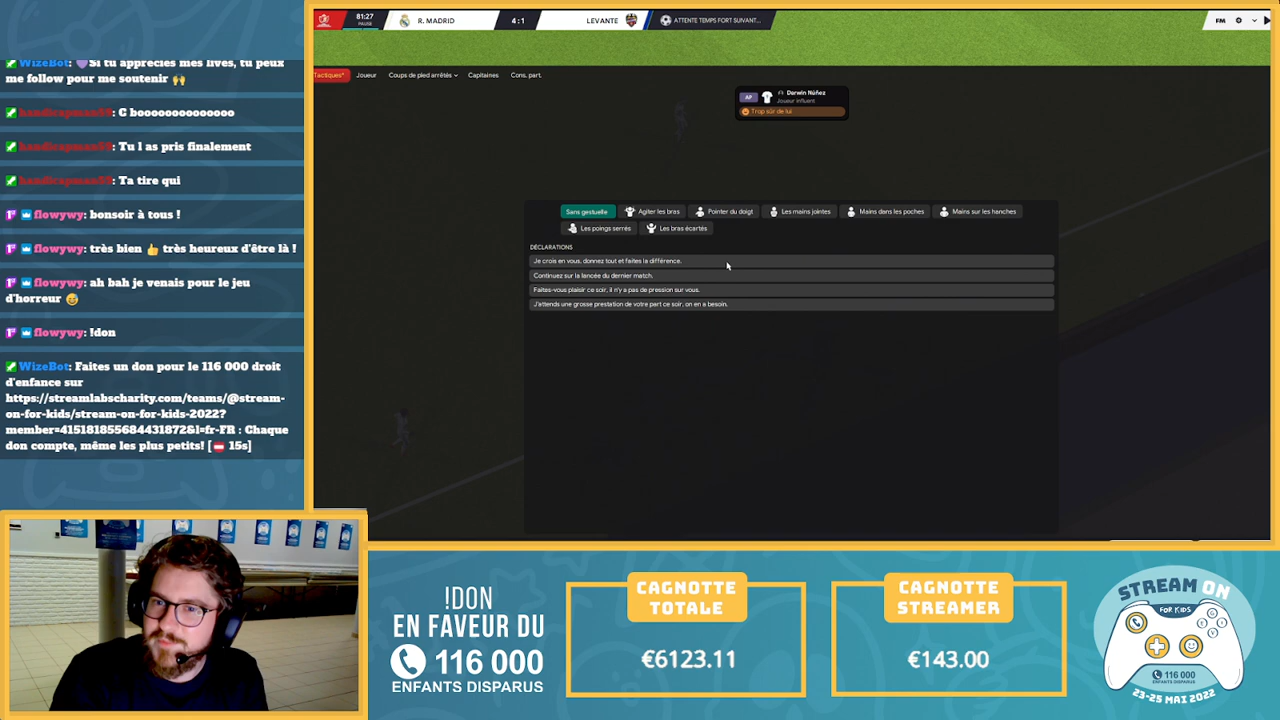 81:27
PAUSE
R. MADRID
4 : 1
LEVANTE
ATTENTE TEMPS FORT SUIVANT...
FM
Tactiques*
Joueur
Coups de pied arrêtés
Capitaines
Cons. part.
AP
Darwin Núñez
Joueur influent
Trop sûr de lui
Sans gestuelle
Agiter les bras
Pointer du doigt
Les mains jointes
Mains dans les poches
Mains sur les hanches
Les poings serrés
Les bras écartés
DÉCLARATIONS
Je crois en vous, donnez tout et faites la différence.
Continuez sur la lancée du dernier match.
Faites-vous plaisir ce soir, il n'y a pas de pression sur vous.
J'attends une grosse prestation de votre part ce soir, on en a besoin.
WizeBot: 💜Si tu apprécies mes lives, tu peux
me follow pour me soutenir 🙌
handicapman59: C booooooooooooo
handicapman59: Tu l as pris finalement
handicapman59: Ta tire qui
flowywy: bonsoir à tous !
flowywy: très bien 👍 très heureux d'être là !
flowywy: ah bah je venais pour le jeu
d'horreur 😅
flowywy: !don
WizeBot: Faites un don pour le 116 000 droit
d'enfance sur
https://streamlabscharity.com/teams/@stream-
on-for-kids/stream-on-for-kids-2022?
member=415181855684431872&l=fr-FR : Chaque
don compte, même les plus petits! [ 15s]
!DON
EN FAVEUR DU
116 000
ENFANTS DISPARUS
CAGNOTTE
TOTALE
€6123.11
CAGNOTTE
STREAMER
€143.00
STREAM ON
FOR KIDS
116 000
23-25 MAI 2022